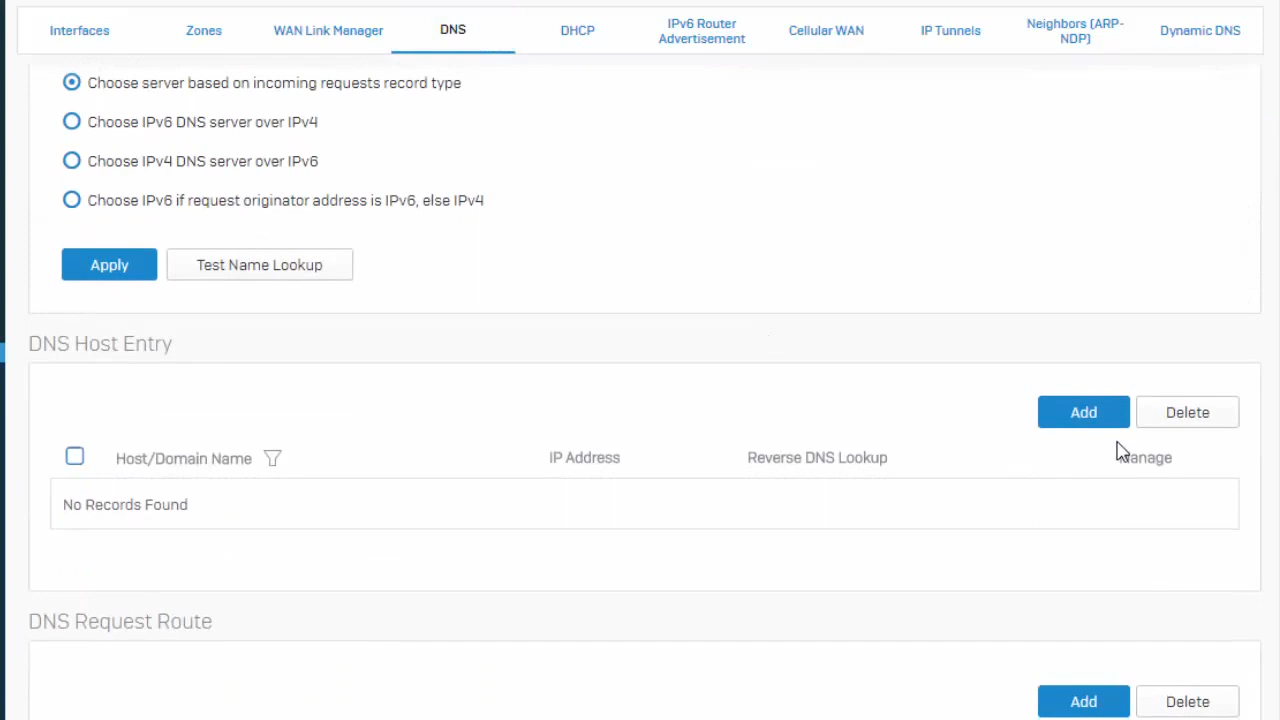 Interfaces
Zones
WAN Link Manager
DNS
DHCP
IPv6 Router
Advertisement
Cellular WAN
IP Tunnels
Neighbors (ARP-
NDP)
Dynamic DNS
Choose server based on incoming requests record type
Choose IPv6 DNS server over IPv4
Choose IPv4 DNS server over IPv6
Choose IPv6 if request originator address is IPv6, else IPv4
Apply
Test Name Lookup
DNS Host Entry
Add
Delete
Host/Domain Name
IP Address
Reverse DNS Lookup
Manage
No Records Found
DNS Request Route
Add
Delete